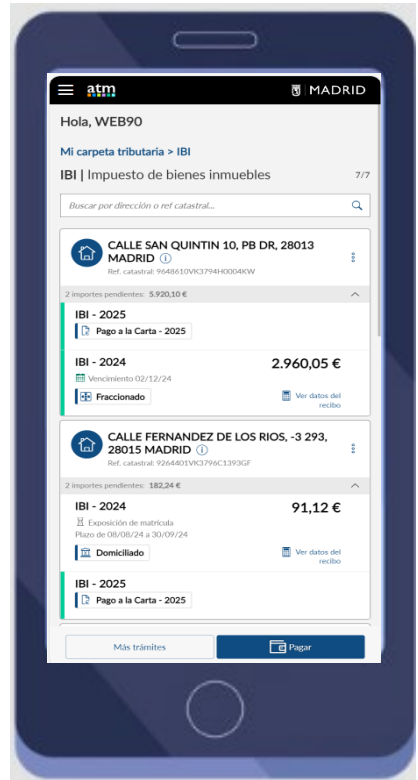 atm
MADRID
Hola, WEB90
Mi carpeta tributaria > IBI
IBI | Impuesto de bienes inmuebles 7/7
Buscar por dirección o ref catastral...
CALLE SAN QUINTIN 10, PB DR, 28013
MADRID
Ref. catastral: 9648610VK3794H0004KW
2 importes pendientes: 5.920,10 €
IBI - 2025
Pago a la Carta - 2025
IBI - 2024 2.960,05 €
Vencimiento 02/12/24
Fraccionado Ver datos del
recibo
CALLE FERNANDEZ DE LOS RIOS, -3 293,
28015 MADRID
Ref. catastral: 9264401VK3796C1393GF
2 importes pendientes: 182,24 €
IBI - 2024 91,12 €
Exposición de matrícula
Plazo de 08/08/24 a 30/09/24
Domiciliado Ver datos del
recibo
IBI - 2025
Pago a la Carta - 2025
Más trámites Pagar